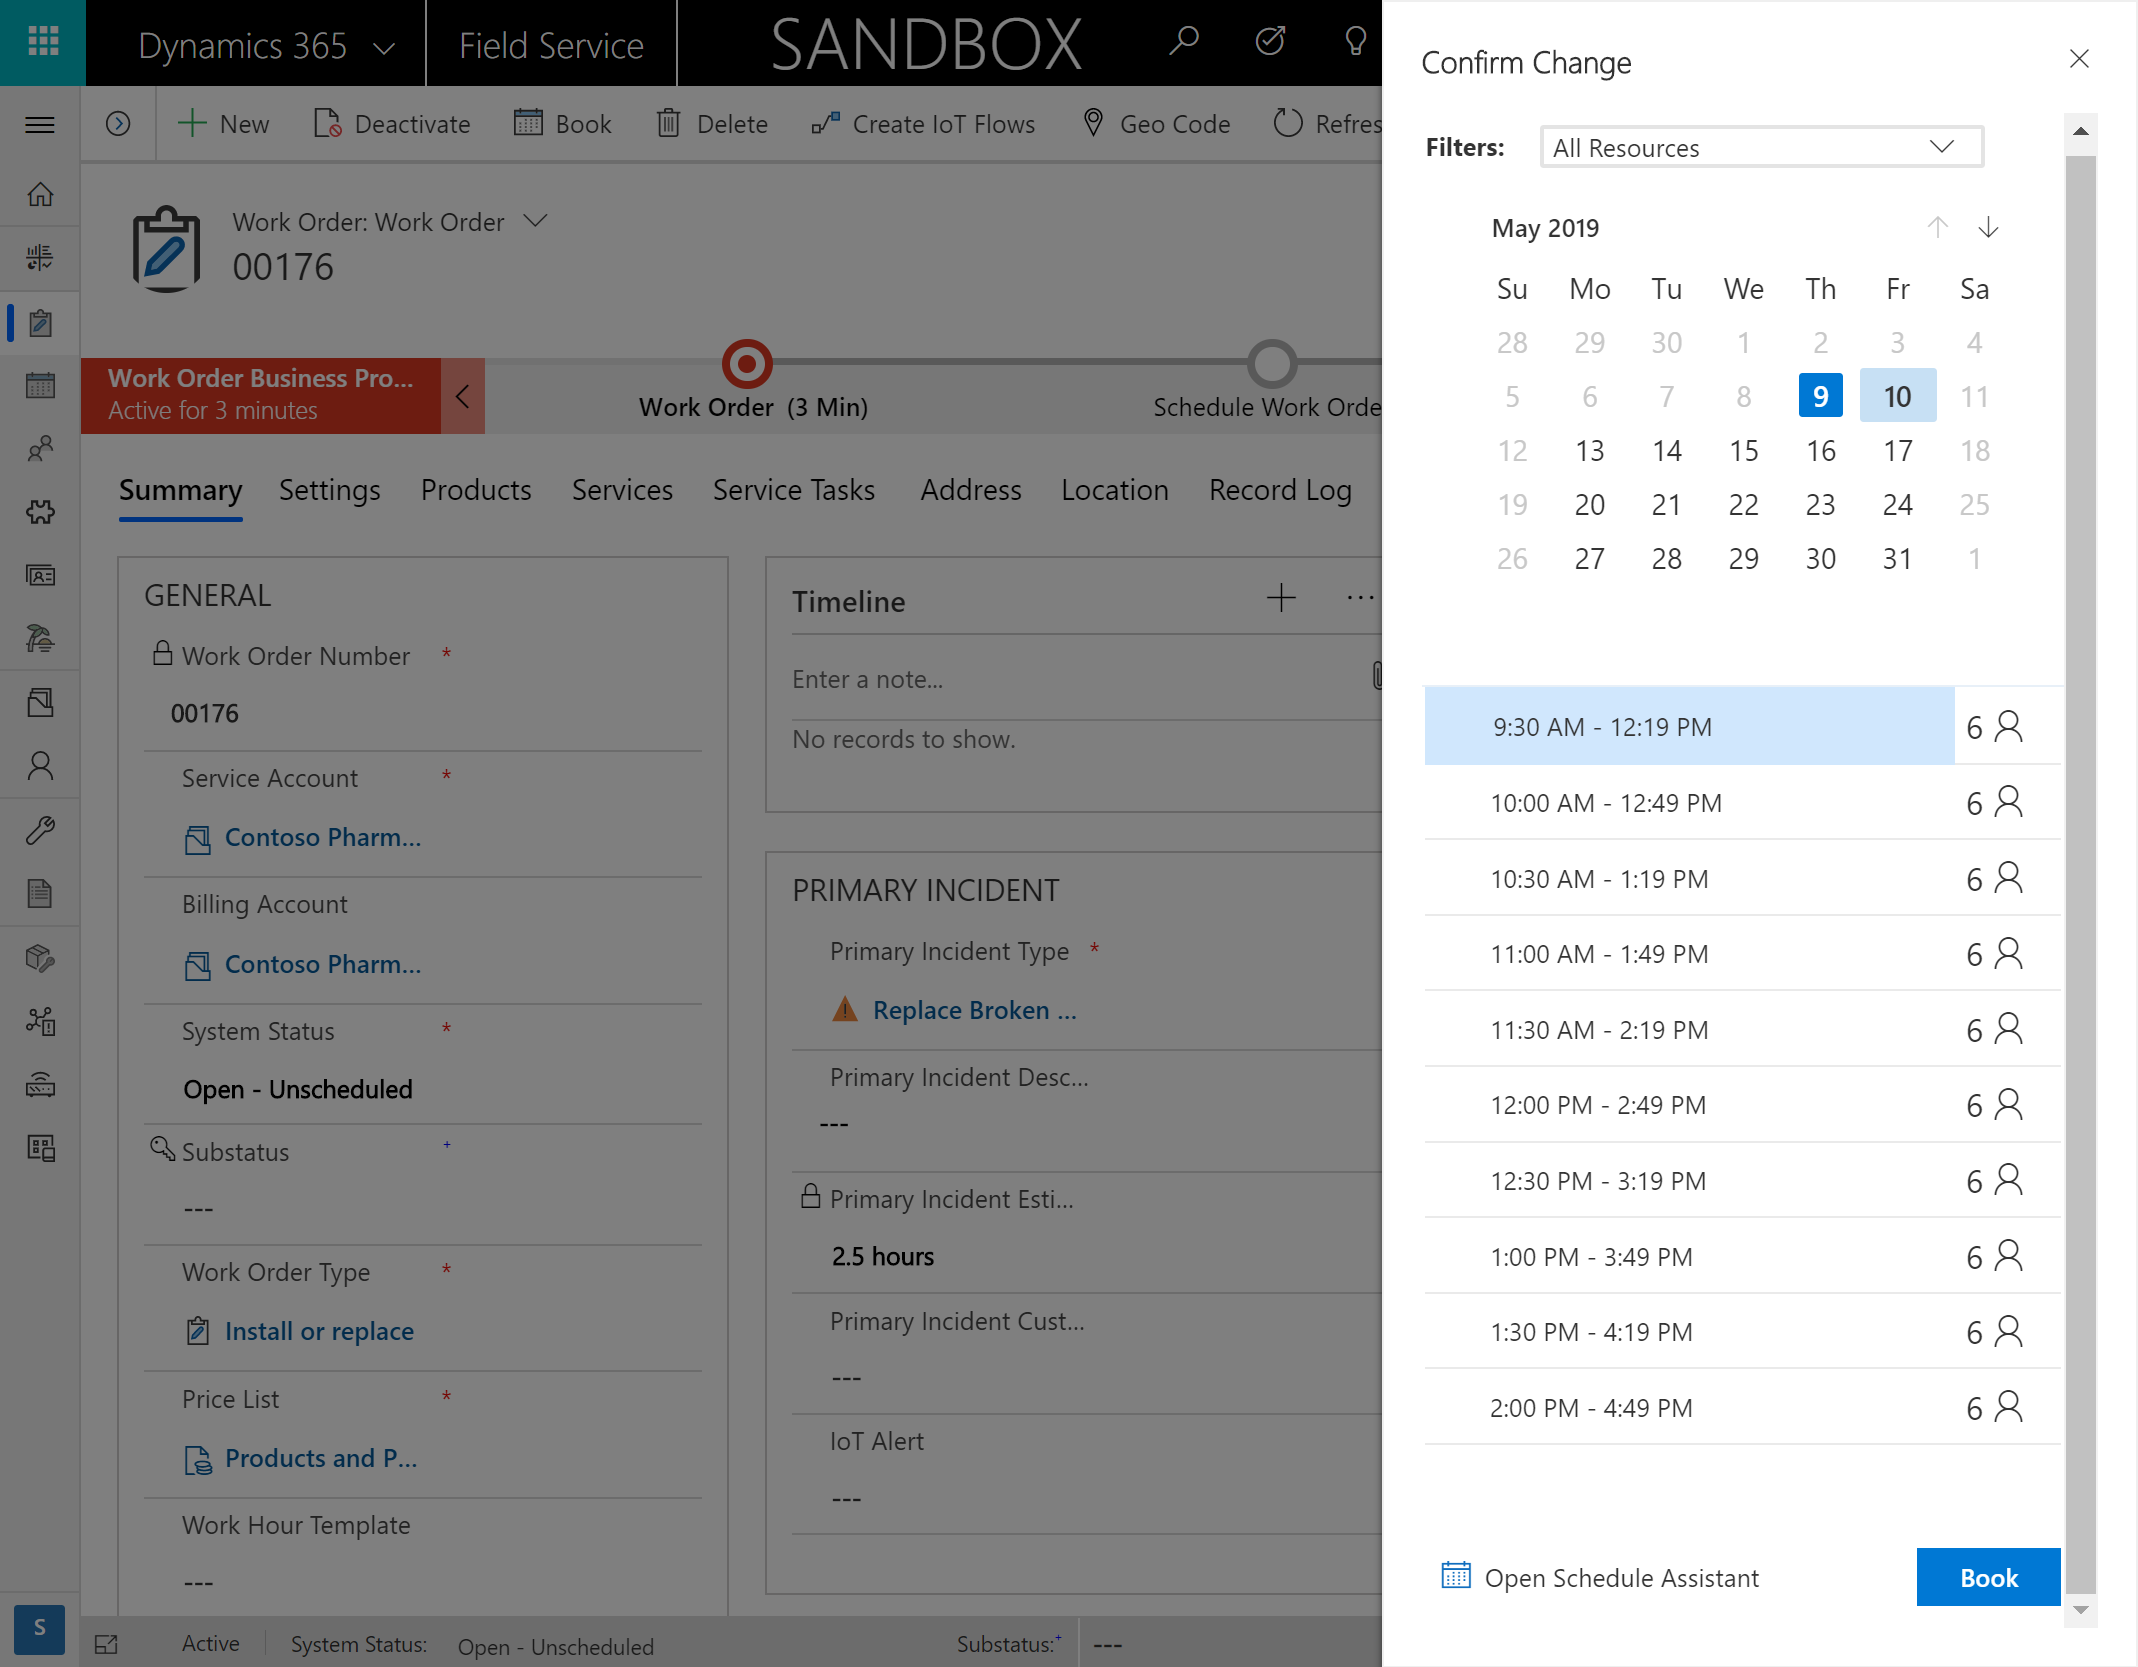 Dynamics 365
Field Service
SANDBOX
New
Deactivate
Book
Delete
Create IoT Flows
Geo Code
Refres
Work Order: Work Order
00176
Work Order Business Pro...
Active for 3 minutes
Work Order (3 Min)
Schedule Work Orde
Summary
Settings
Products
Services
Service Tasks
Address
Location
Record Log
GENERAL
Work Order Number *
00176
Service Account *
Contoso Pharm...
Billing Account
Contoso Pharm...
System Status *
Open - Unscheduled
Substatus +
---
Work Order Type *
Install or replace
Price List *
Products and P...
Work Hour Template
---
Timeline
Enter a note...
No records to show.
PRIMARY INCIDENT
Primary Incident Type *
Replace Broken ...
Primary Incident Desc...
---
Primary Incident Esti...
2.5 hours
Primary Incident Cust...
---
IoT Alert
---
S
Active
System Status: Open - Unscheduled
Substatus:+ ---
Confirm Change
Filters: All Resources
May 2019
Su Mo Tu We Th Fr Sa
28 29 30 1 2 3 4
5 6 7 8 9 10 11
12 13 14 15 16 17 18
19 20 21 22 23 24 25
26 27 28 29 30 31 1
9:30 AM - 12:19 PM 6
10:00 AM - 12:49 PM 6
10:30 AM - 1:19 PM 6
11:00 AM - 1:49 PM 6
11:30 AM - 2:19 PM 6
12:00 PM - 2:49 PM 6
12:30 PM - 3:19 PM 6
1:00 PM - 3:49 PM 6
1:30 PM - 4:19 PM 6
2:00 PM - 4:49 PM 6
Open Schedule Assistant
Book